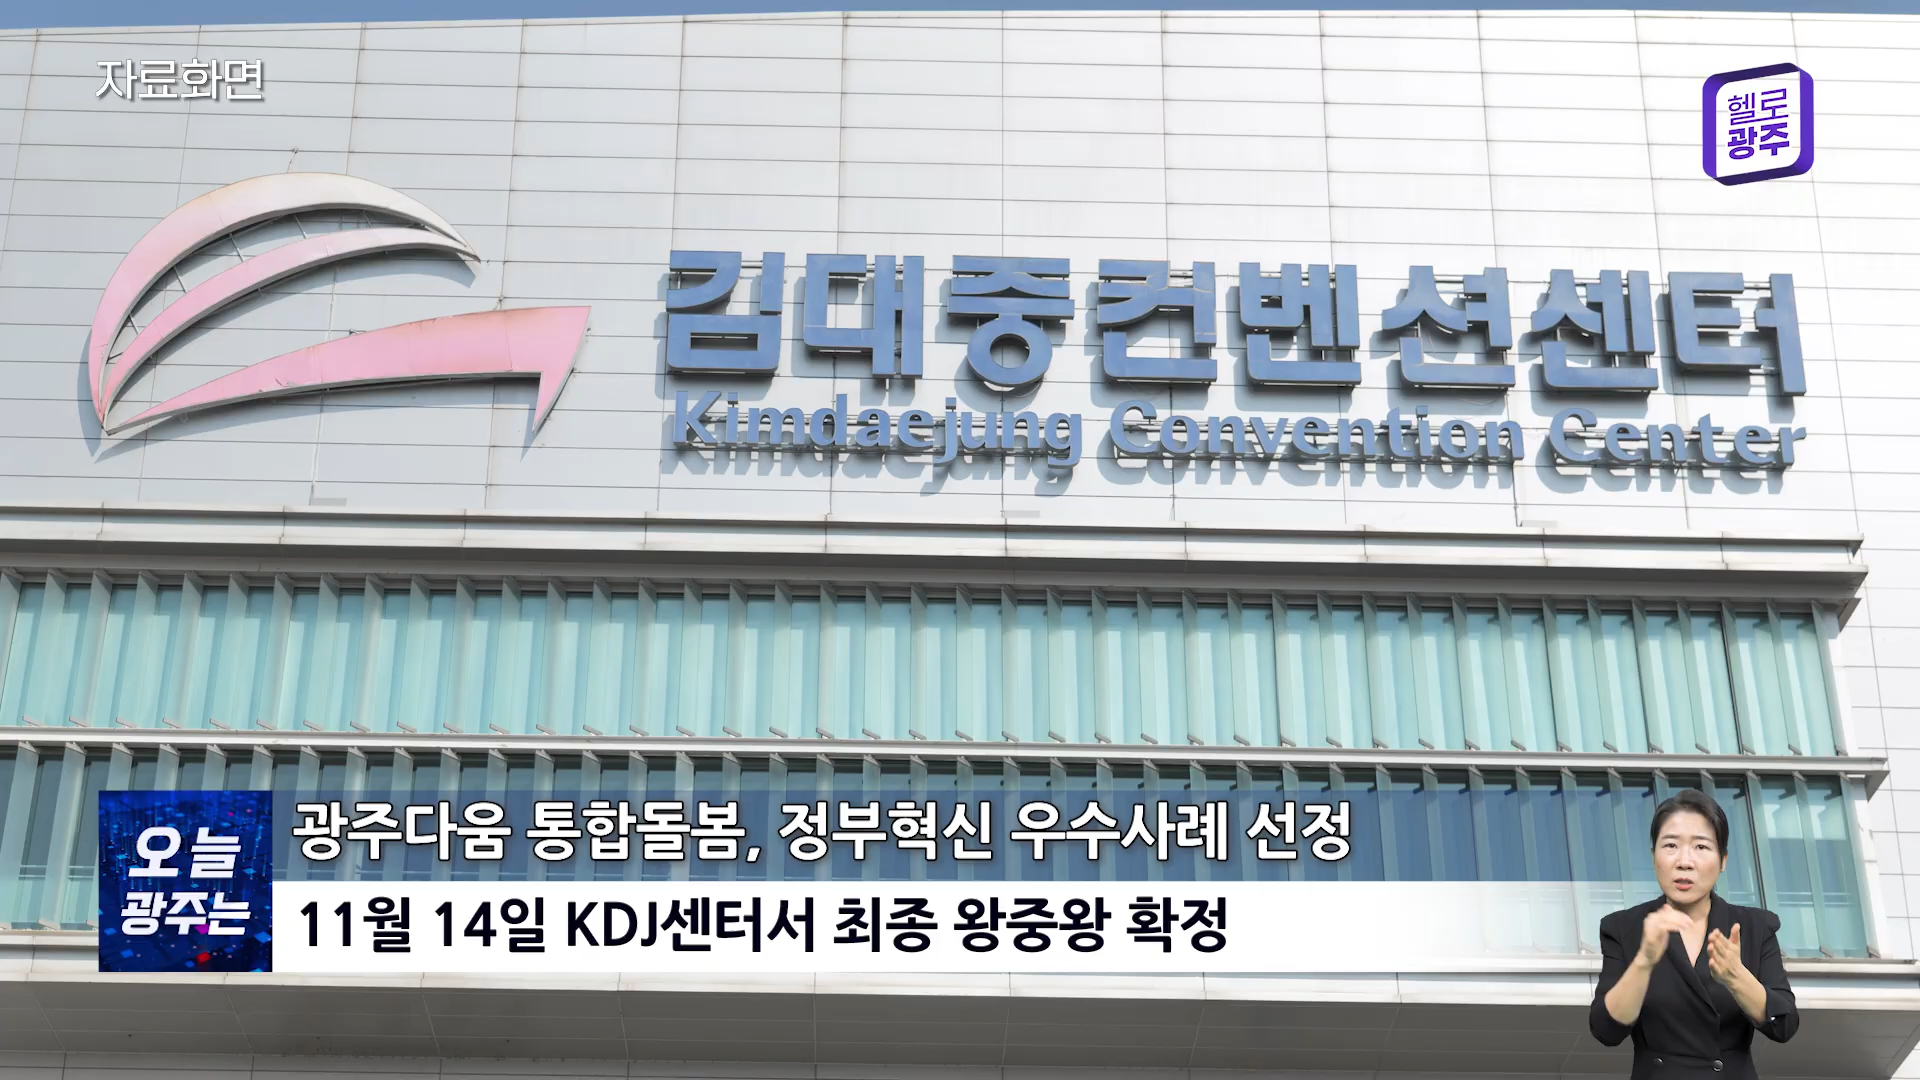 자료화면
헬로
광주
김대중컨벤션센터
Kimdaejung Convention Center
오늘
광주는
광주다움 통합돌봄, 정부혁신 우수사례 선정
11월 14일 KDJ센터서 최종 왕중왕 확정